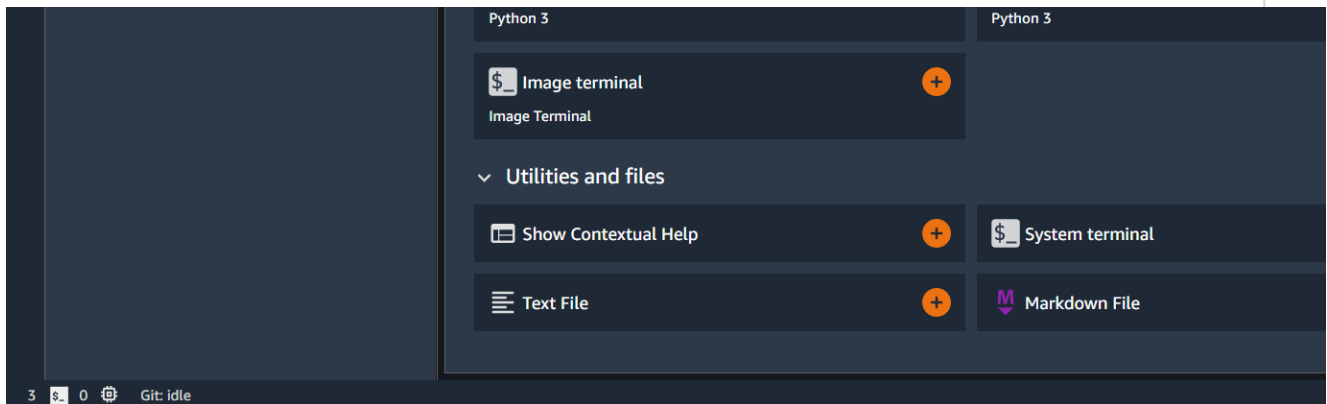 Python 3
Python 3
$_ Image terminal +
Image Terminal
Utilities and files
Show Contextual Help +
$_ System terminal
Text File +
M Markdown File
3 $_ 0 Git: idle